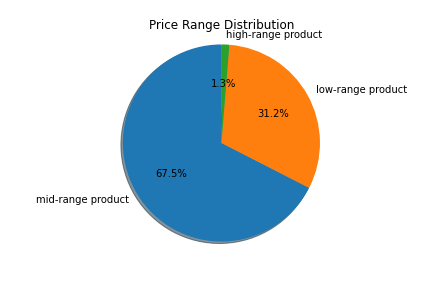 Price Range Distribution
high-range product
1.3%
low-range product
31.2%
67.5%
mid-range product